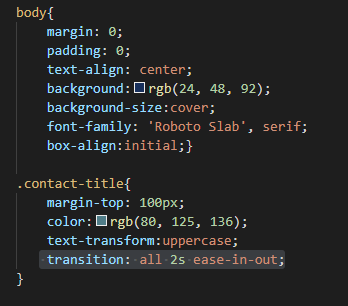 body{
margin: 0;
padding: 0;
text-align: center;
background:rgb(24, 48, 92);
background-size:cover;
font-family: 'Roboto Slab', serif;
box-align:initial;}
.contact-title{
margin-top: 100px;
color:rgb(80, 125, 136);
text-transform:uppercase;
transition: all 2s ease-in-out;
}